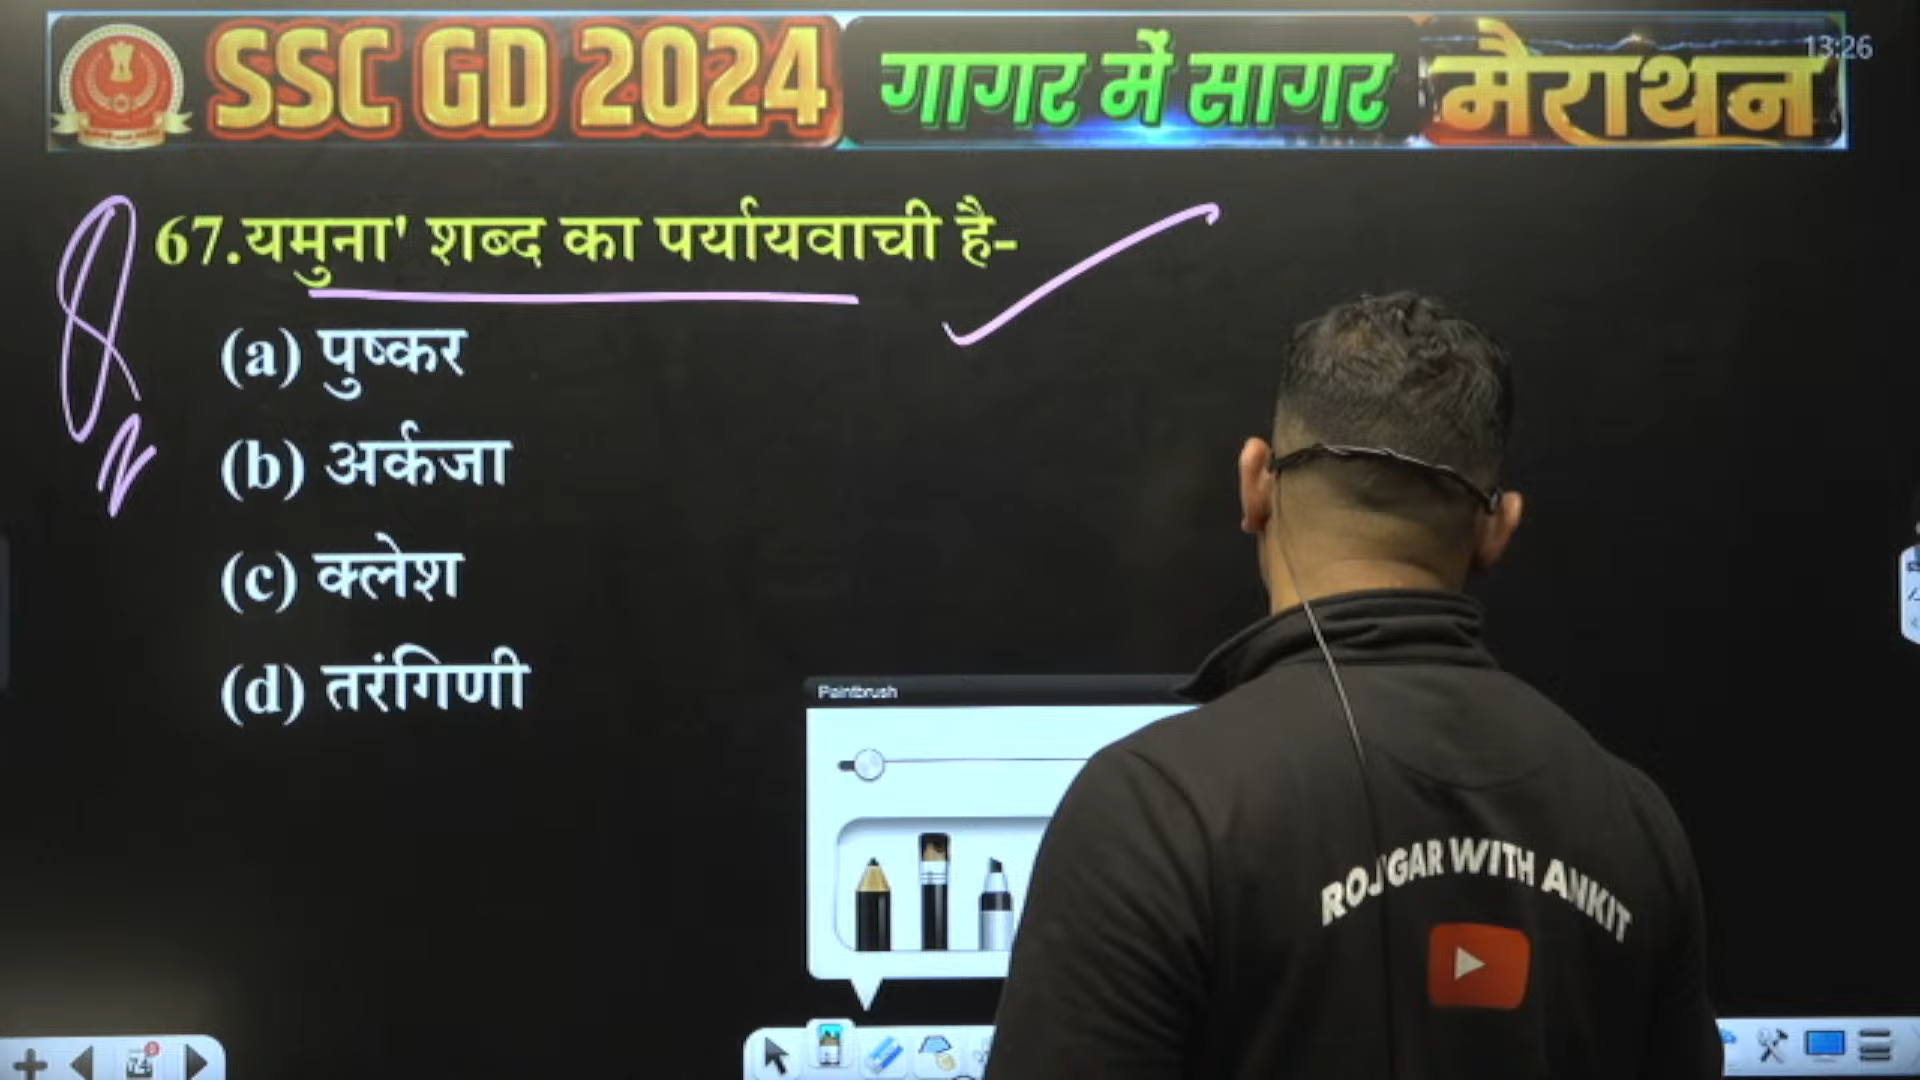 SSC GD 2024 गागर में सागर मैराथन
13:26
67.यमुना' शब्द का पर्यायवाची है-
(a) पुष्कर
(b) अर्कजा
(c) क्लेश
(d) तरंगिणी
Paintbrush
ROJGAR WITH ANKIT
74